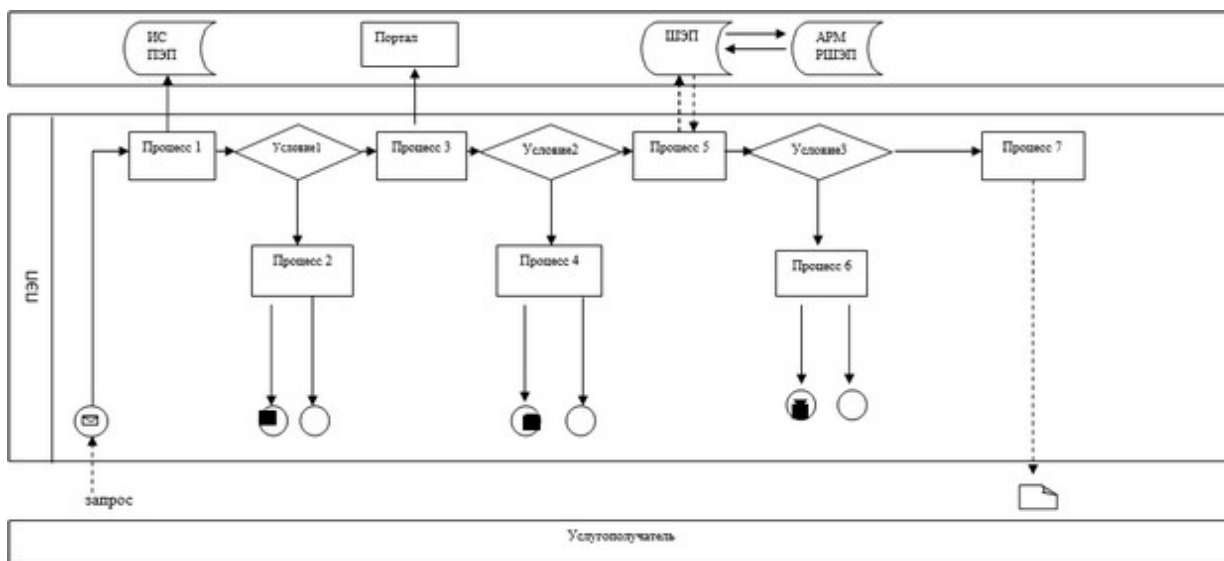 ИС
ПЭП
Портал
ШЭП
АРМ
РШЭП
Процесс 1
Условие1
Процесс 3
Условие2
Процесс 5
Условие3
Процесс 7
Процесс 2
Процесс 4
Процесс 6
ПЭП
запрос
Услугополучатель